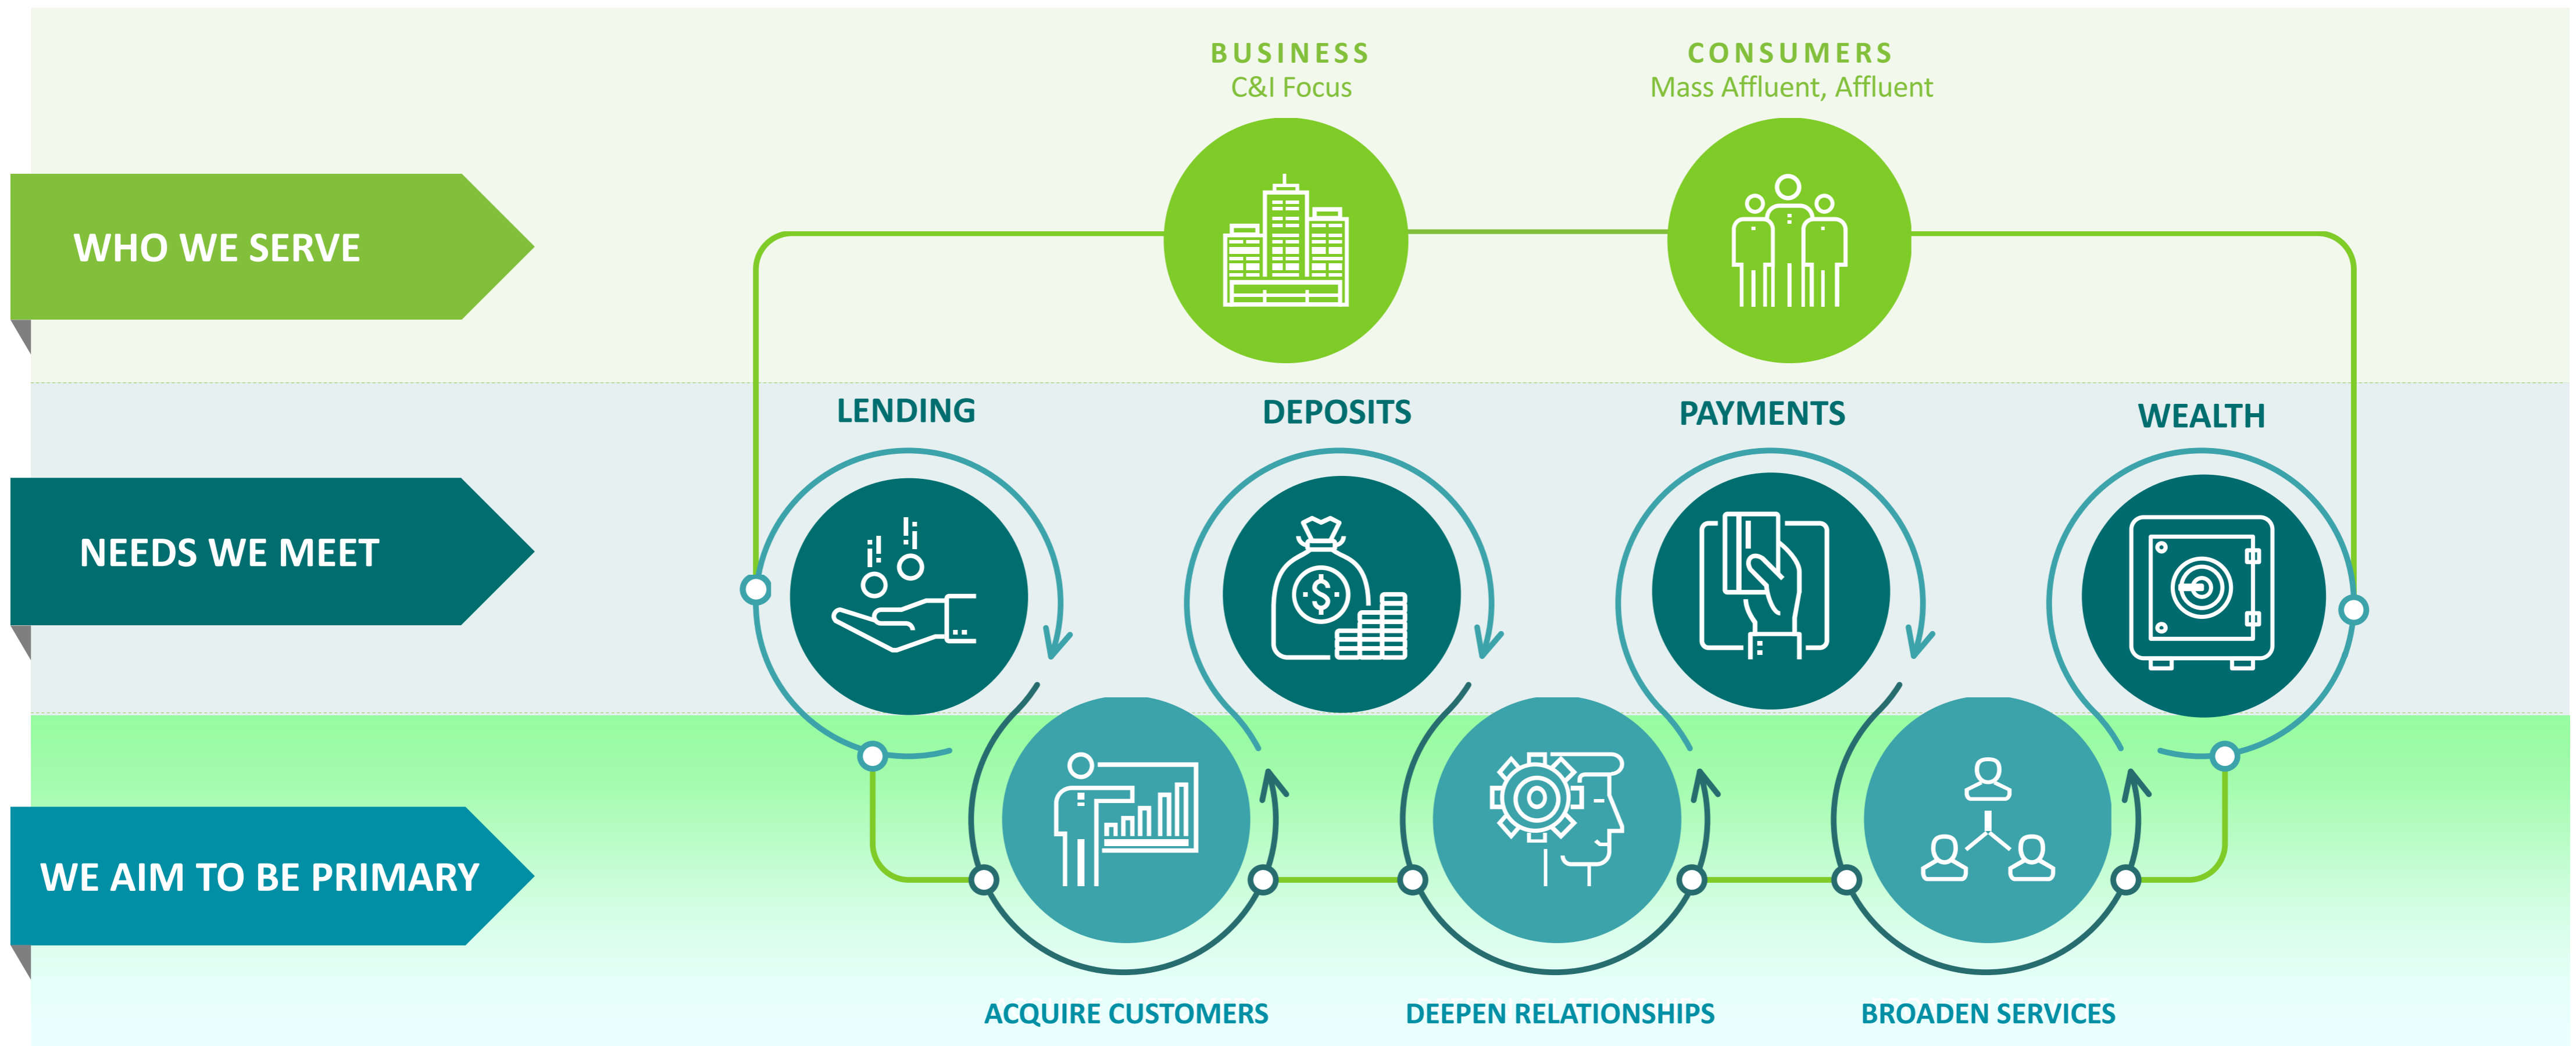 BUSINESS
C&I Focus
CONSUMERS
Mass Affluent, Affluent
WHO WE SERVE
LENDING
DEPOSITS
PAYMENTS
WEALTH
NEEDS WE MEET
$
WE AIM TO BE PRIMARY
ACQUIRE CUSTOMERS
DEEPEN RELATIONSHIPS
BROADEN SERVICES